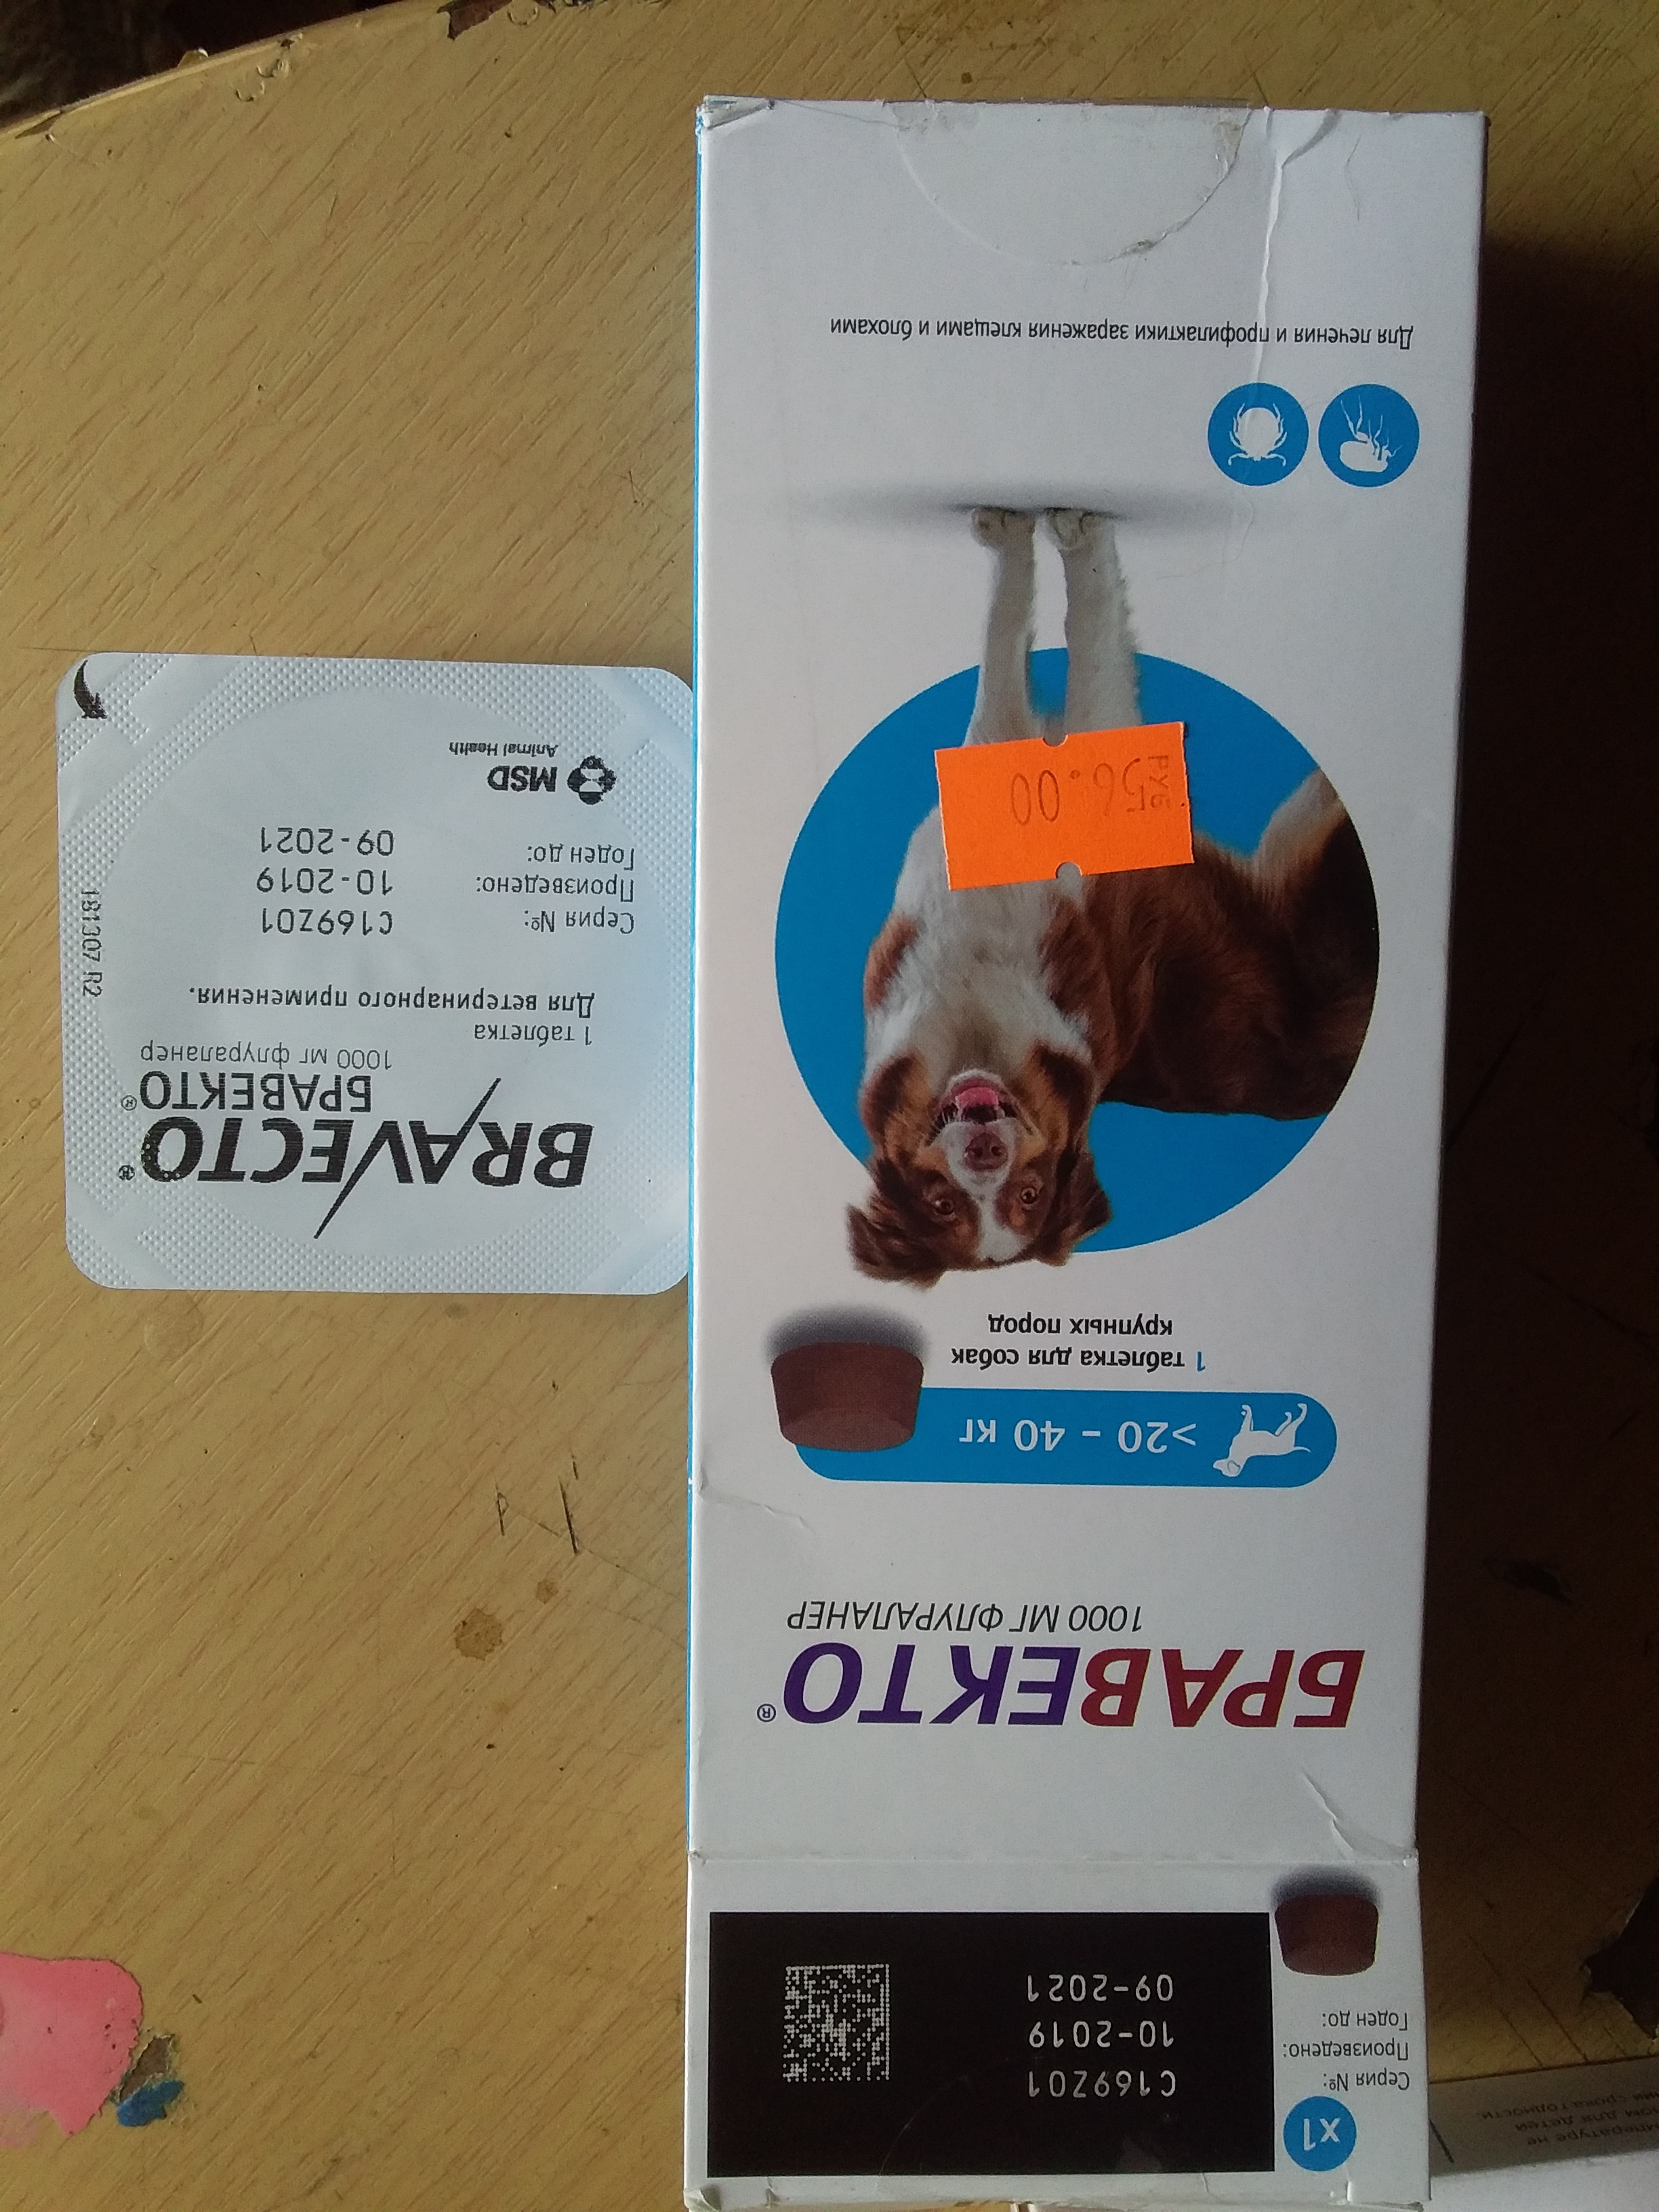 БРАВЕКТО®
1000 МГ ФЛУРАЛАНЕР
>20 – 40 кг
1 таблетка для собак
крупных пород
РУБ
56.00
Для лечения и профилактики заражения клещами и блохами
x1
Серия №: C169Z01
Произведено: 10-2019
Годен до: 09-2021
BRAVECTO®
БРАВЕКТО®
1000 мг флураланер
1 таблетка
Для ветеринарного применения.
Серия №: C169Z01
Произведено: 10-2019
Годен до: 09-2021
MSD
Animal Health
181307 R2
для детей